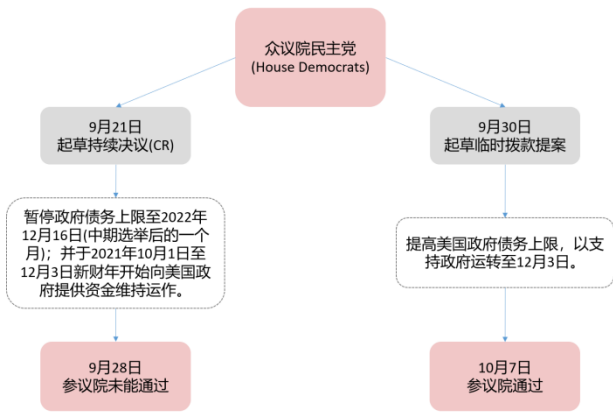 众议院民主党
(House Democrats)
9月21日
起草持续决议(CR)
9月30日
起草临时拨款提案
暂停政府债务上限至2022年
12月16日(中期选举后的一个
月)；并于2021年10月1日至
12月3日新财年开始向美国政
府提供资金维持运作。
提高美国政府债务上限，以支
持政府运转至12月3日。
9月28日
参议院未能通过
10月7日
参议院通过